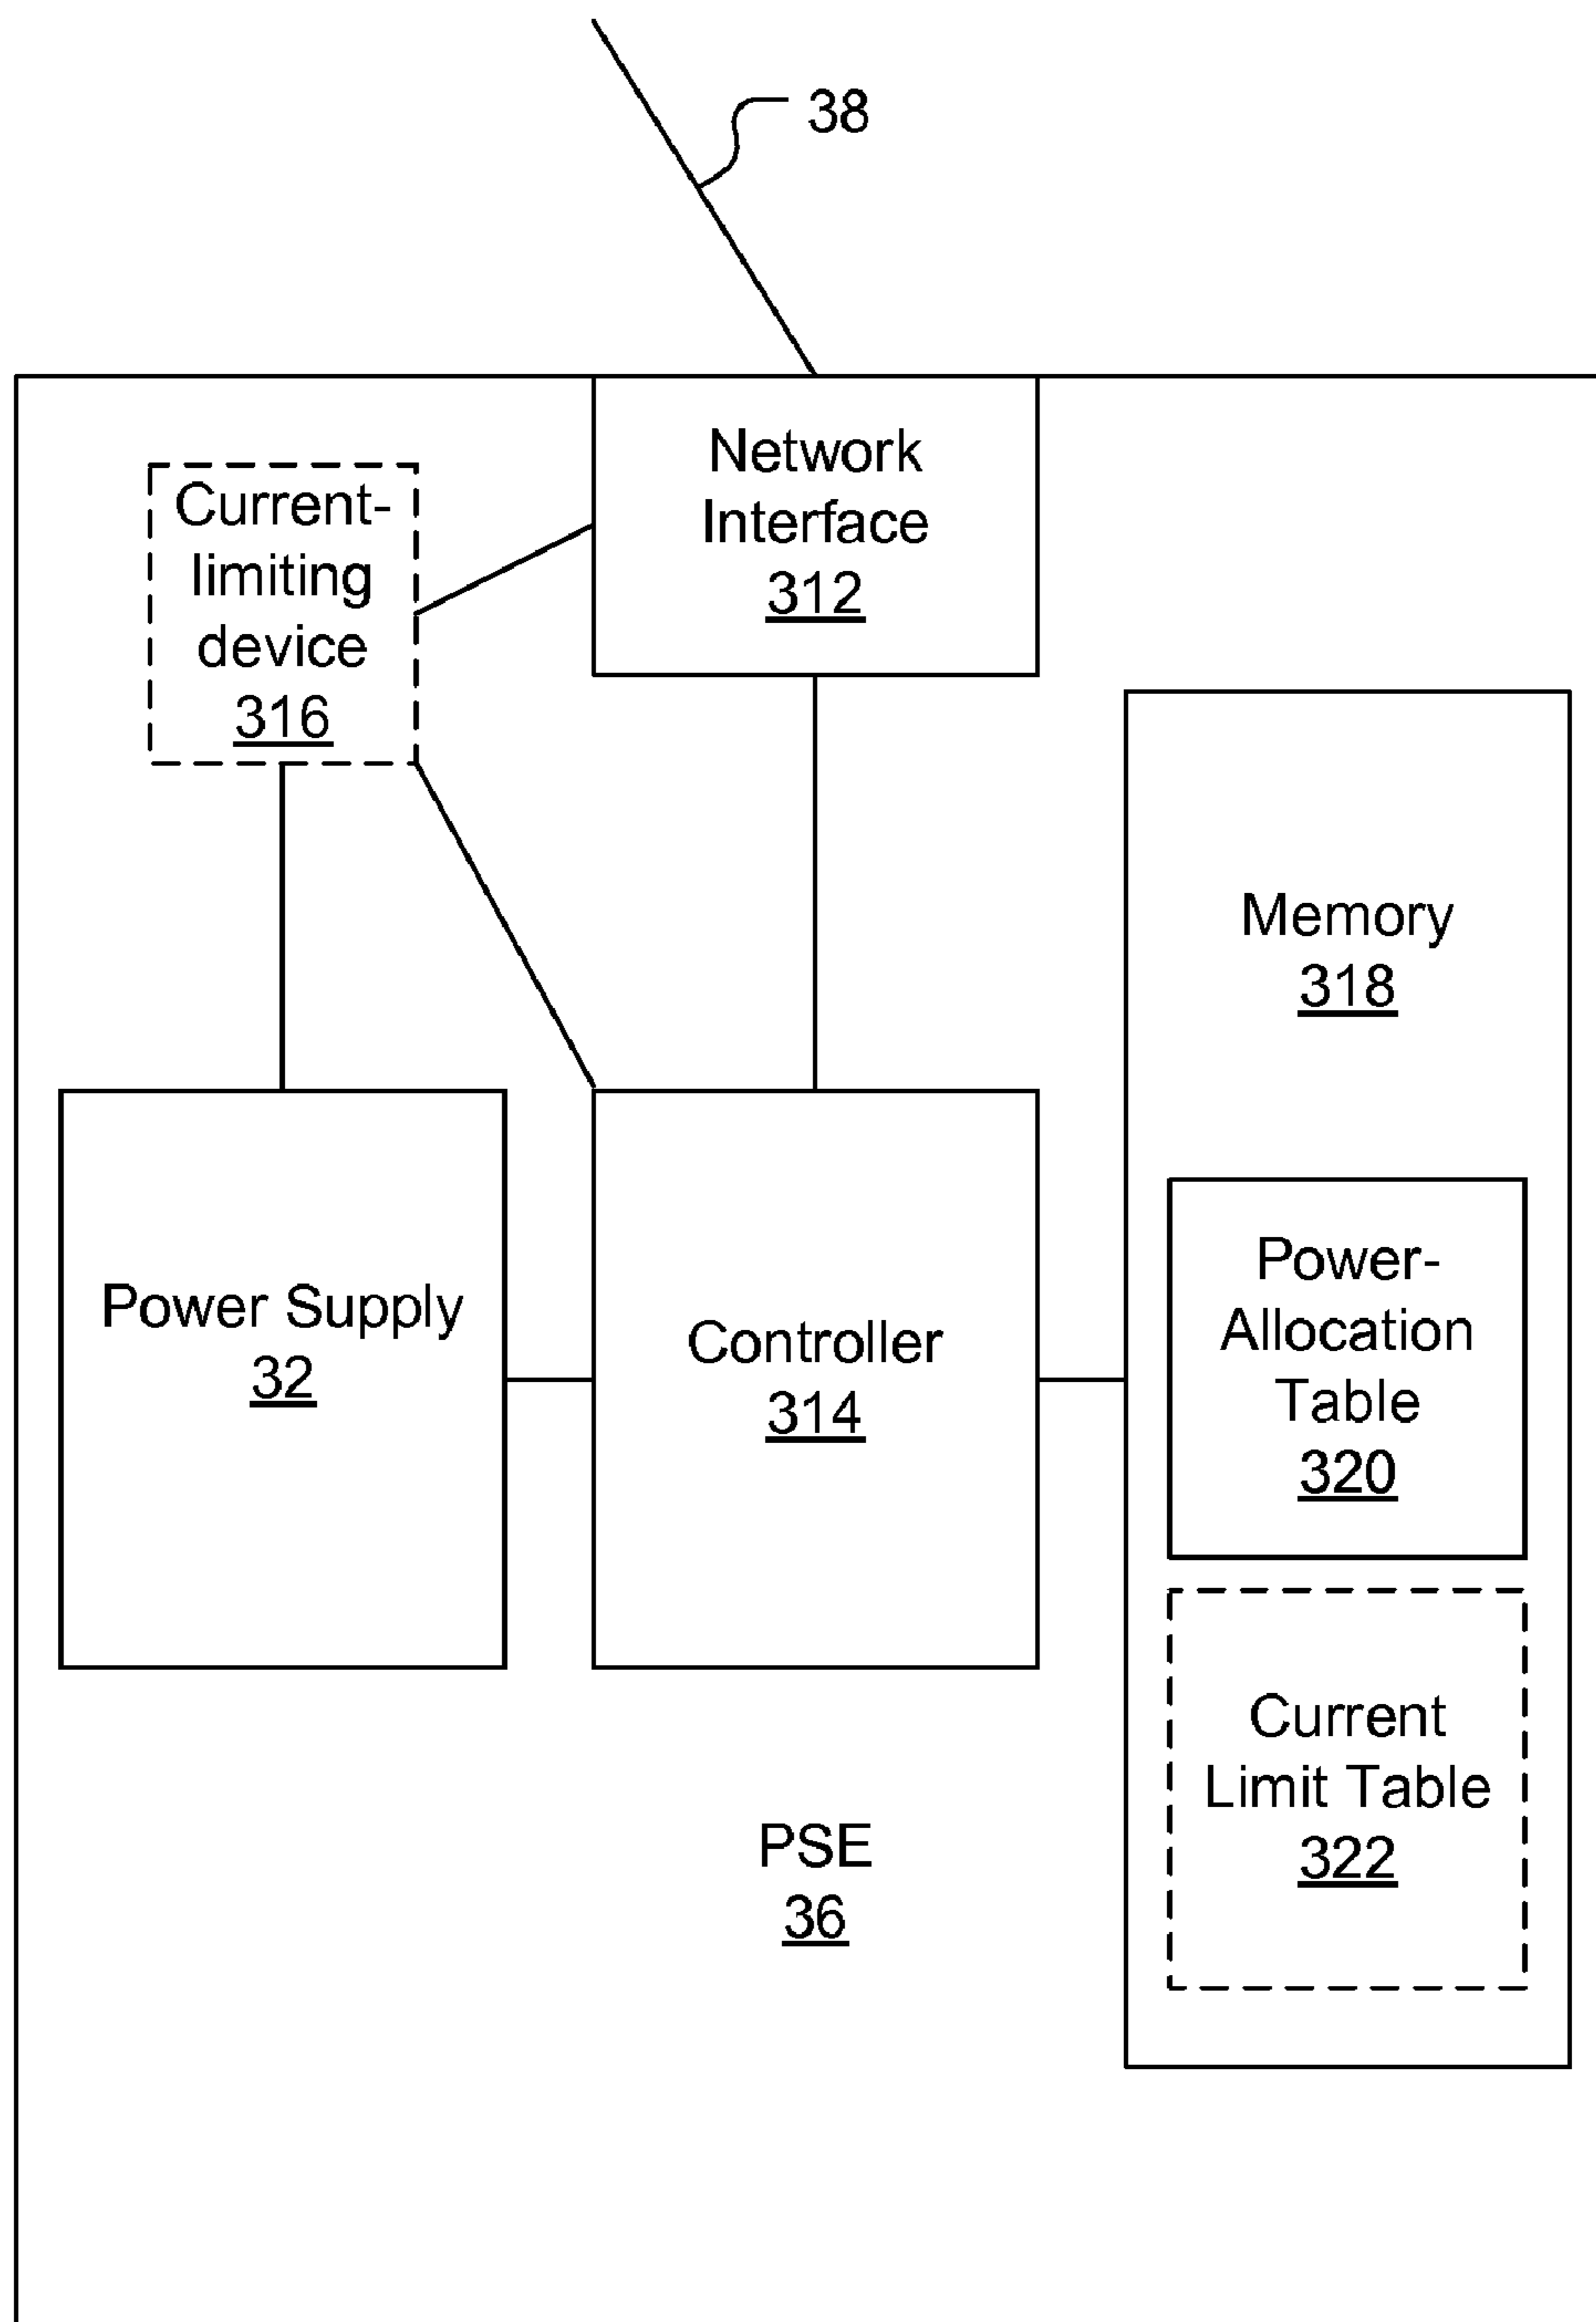 38
Network
Interface
312
Current-
limiting
device
316
Memory
318
Power Supply
32
Controller
314
Power-
Allocation
Table
320
Current
Limit Table
322
PSE
36